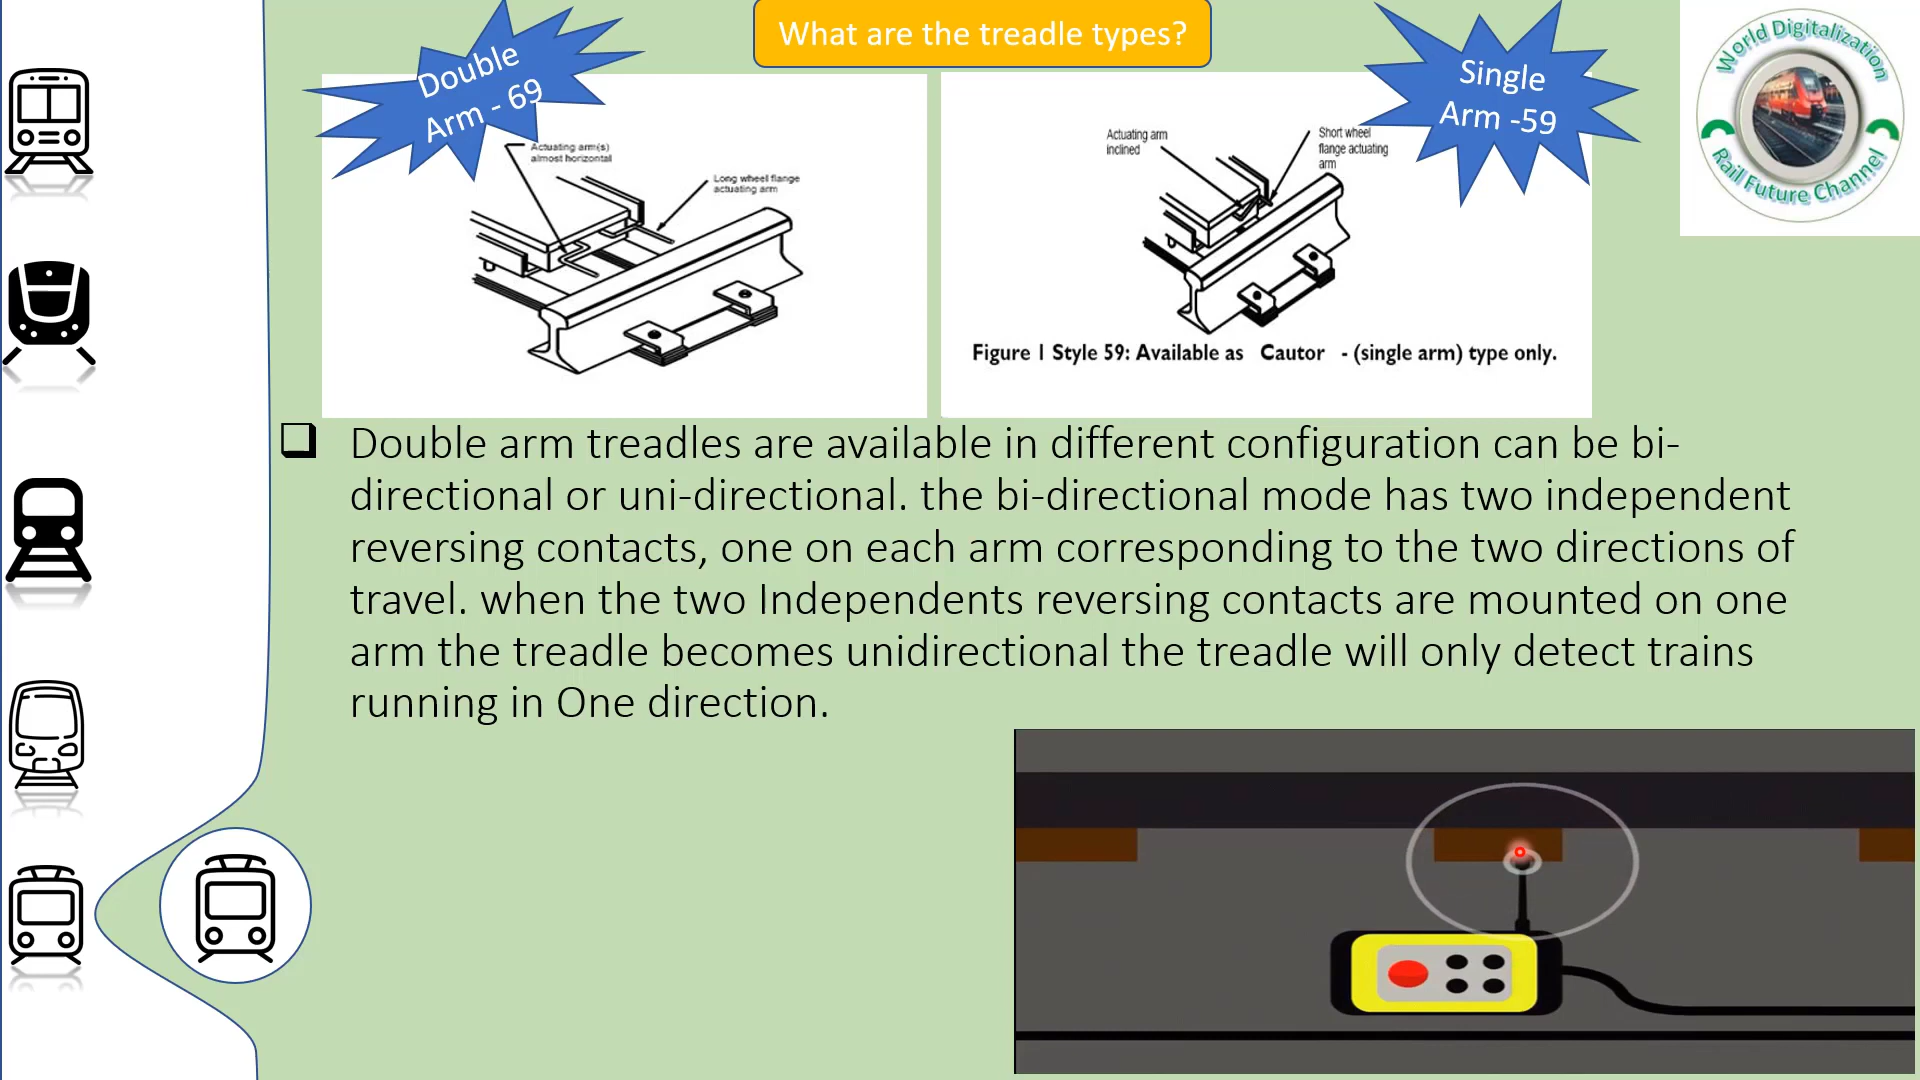 What are the treadle types?
Double
Arm - 69
Single
Arm -59
World Digitalization
Rail Future Channel
Actuating arm(s)
almost horizontal
Long wheel flange
actuating arm
Actuating arm
inclined
Short wheel
flange actuating
arm
Figure 1 Style 59: Available as Cautor - (single arm) type only.
Double arm treadles are available in different configuration can be bi-
directional or uni-directional. the bi-directional mode has two independent
reversing contacts, one on each arm corresponding to the two directions of
travel. when the two Independents reversing contacts are mounted on one
arm the treadle becomes unidirectional the treadle will only detect trains
running in One direction.